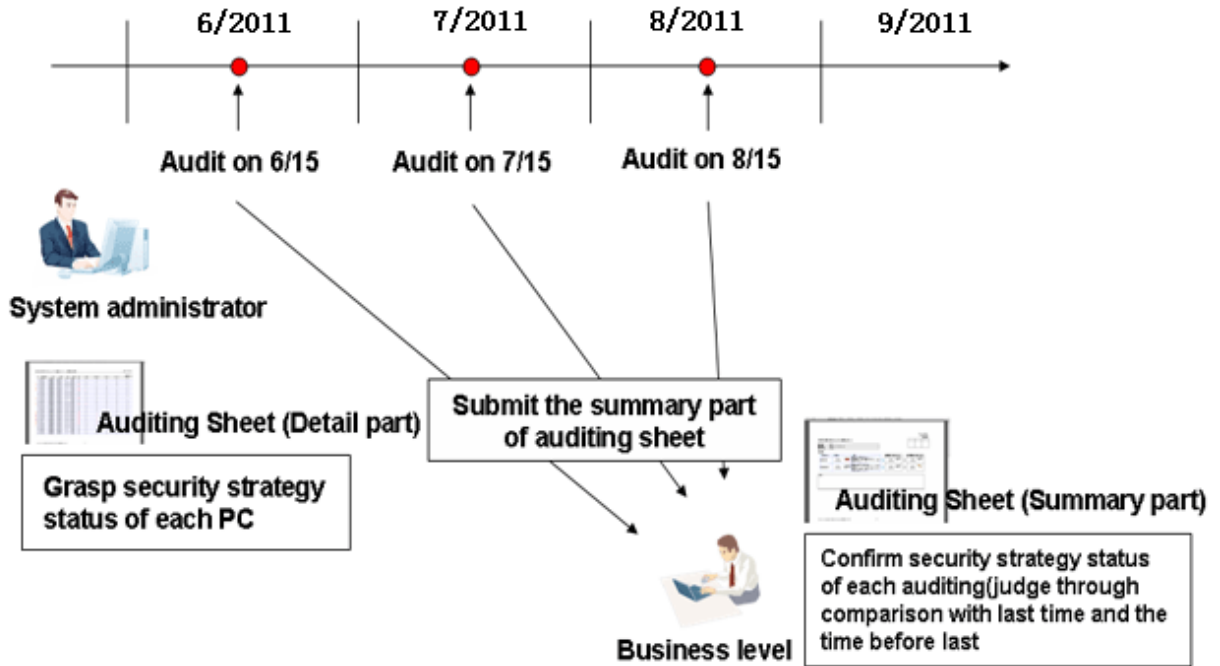 6/2011
7/2011
8/2011
9/2011
Audit on 6/15
Audit on 7/15
Audit on 8/15
System administrator
Auditing Sheet (Detail part)
Grasp security strategy
status of each PC
Submit the summary part
of auditing sheet
Auditing Sheet (Summary part)
Confirm security strategy status
of each auditing(judge through
comparison with last time and the
time before last
Business level